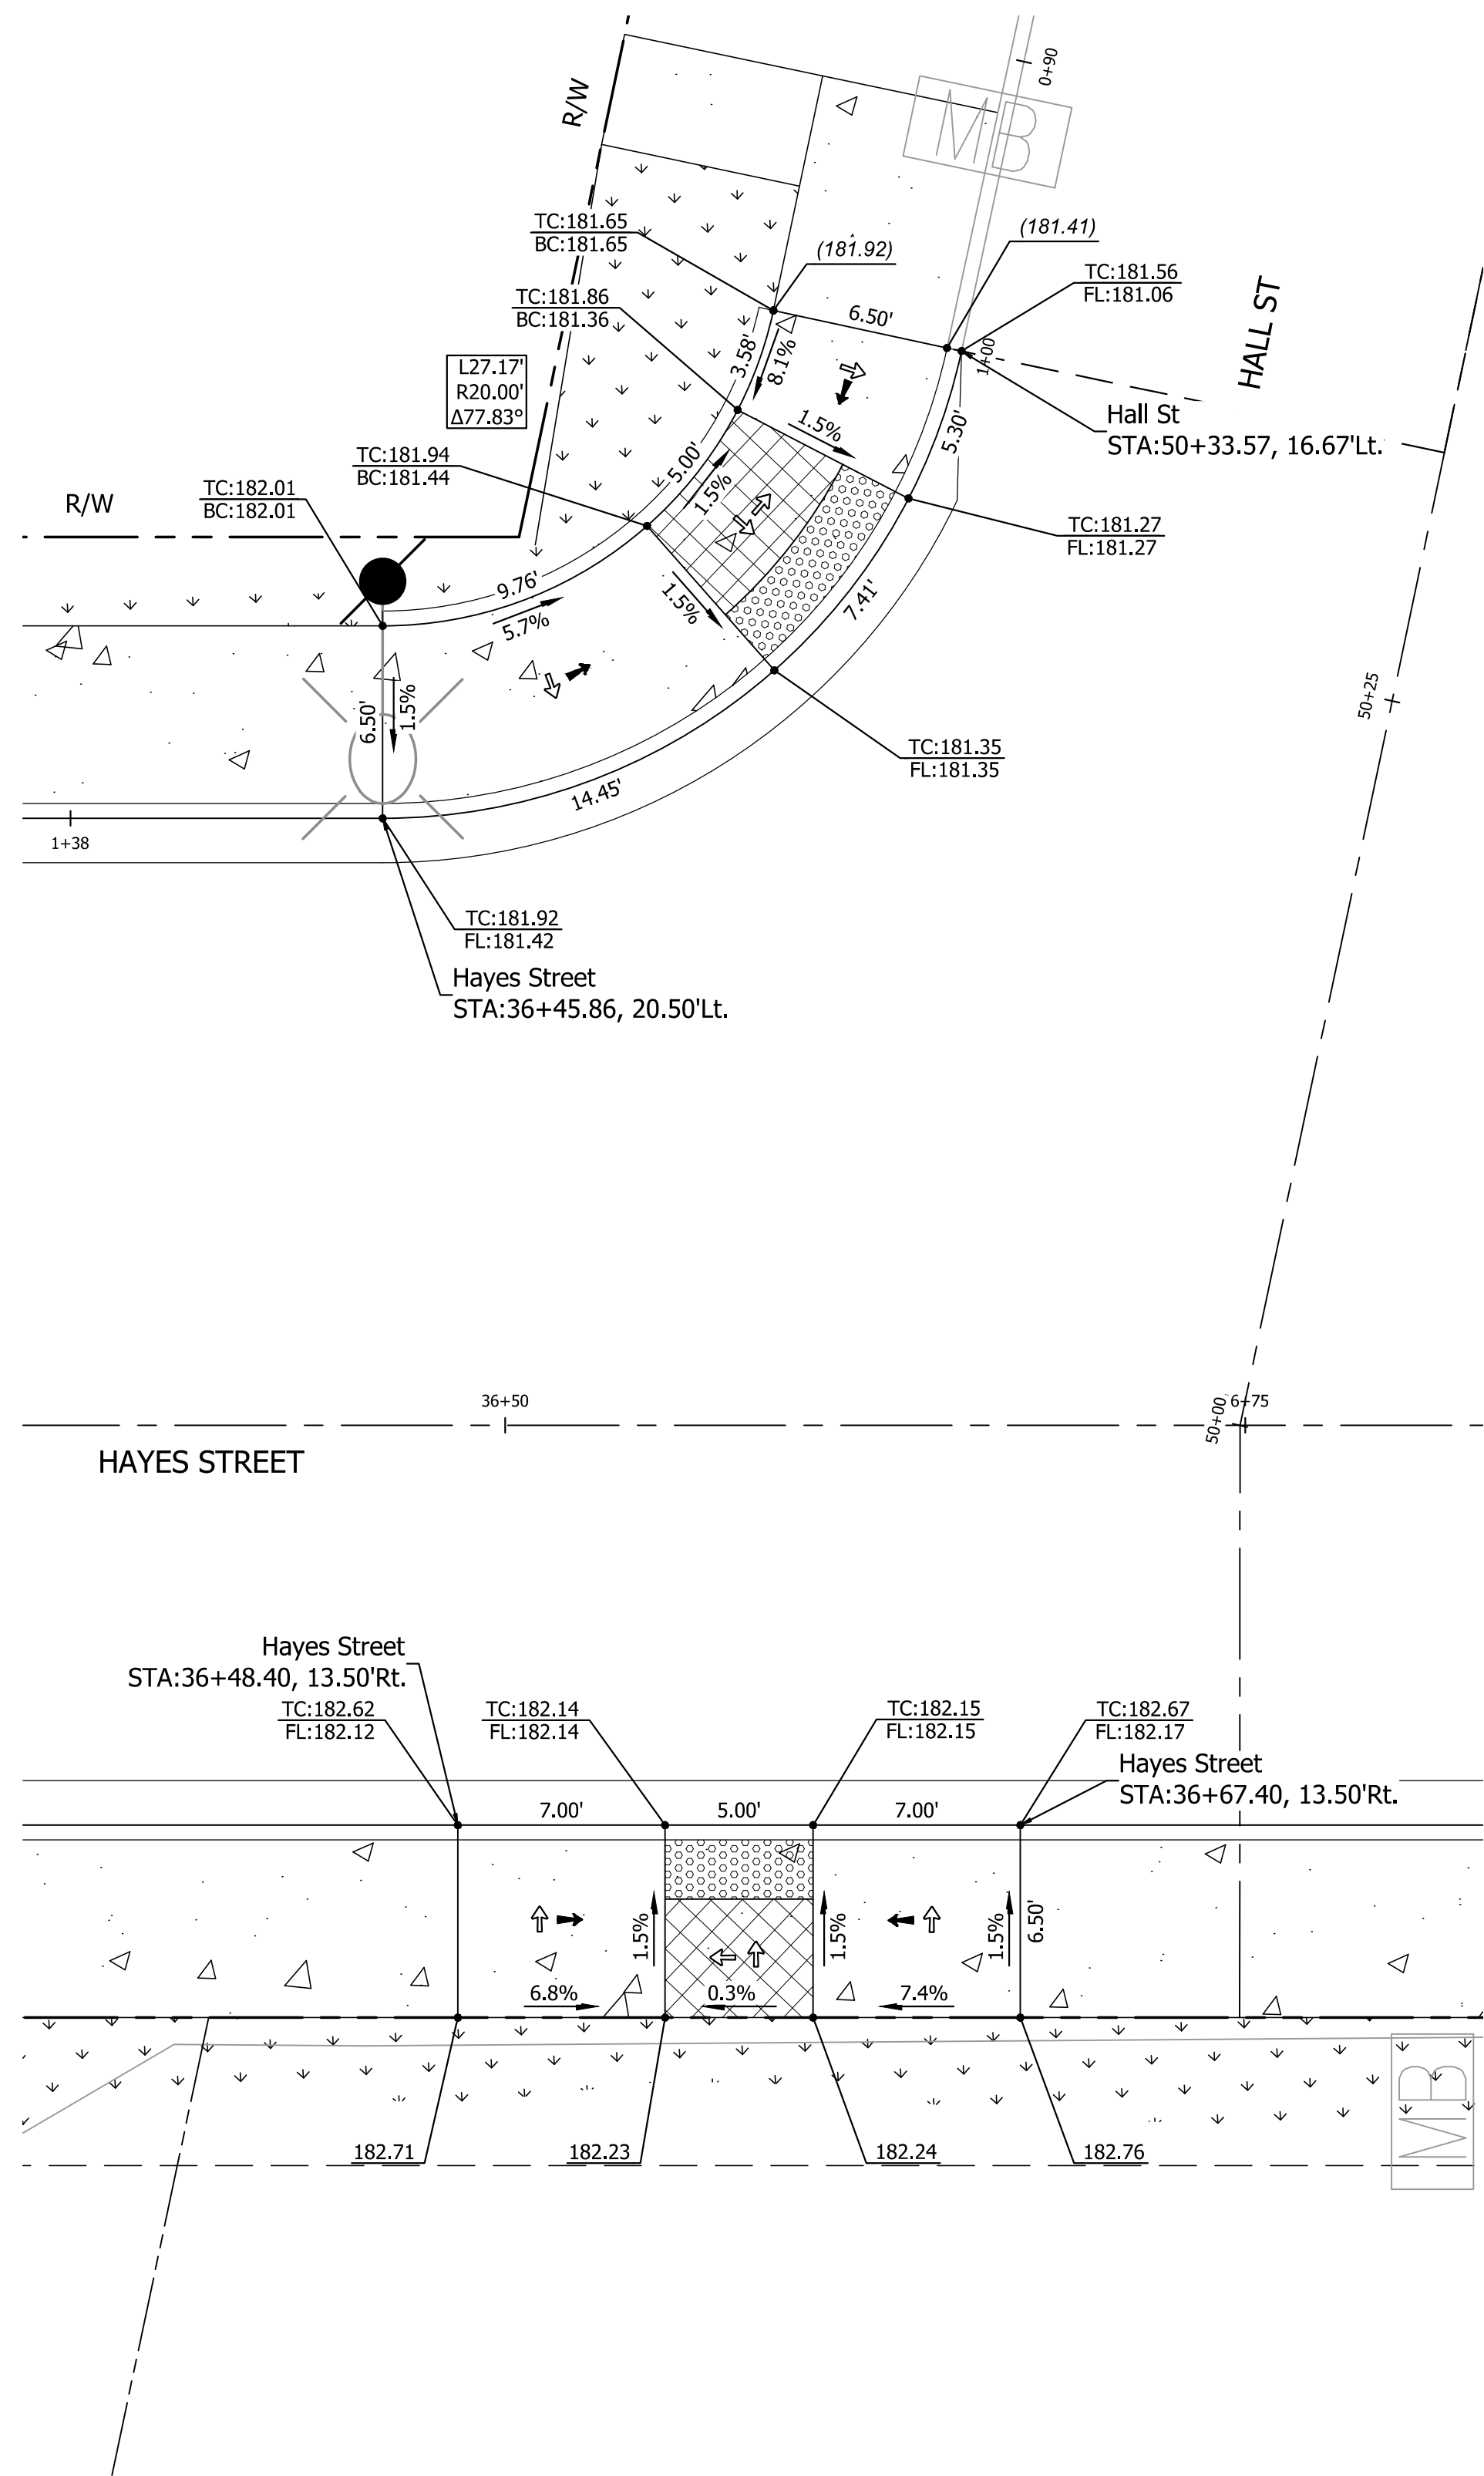 0+90
R/W
MB
TC:181.65
BC:181.65
(181.92)
(181.41)
TC:181.86
BC:181.36
TC:181.56
FL:181.06
HALL ST
6.50'
3.58'
8.1%
1+00
L27.17'
R20.00'
Δ77.83°
1.5%
5.30'
Hall St
STA:50+33.57, 16.67'Lt.
TC:181.94
BC:181.44
5.00'
1.5%
TC:182.01
BC:182.01
R/W
TC:181.27
FL:181.27
9.76'
5.7%
1.5%
7.41'
50+25
6.50'
1.5%
TC:181.35
FL:181.35
14.45'
1+38
TC:181.92
FL:181.42
Hayes Street
STA:36+45.86, 20.50'Lt.
36+50
50+00
6+75
HAYES STREET
Hayes Street
STA:36+48.40, 13.50'Rt.
TC:182.62
FL:182.12
TC:182.14
FL:182.14
TC:182.15
FL:182.15
TC:182.67
FL:182.17
Hayes Street
STA:36+67.40, 13.50'Rt.
7.00'
5.00'
7.00'
1.5%
1.5%
1.5%
6.50'
6.8%
0.3%
7.4%
MB
182.71
182.23
182.24
182.76